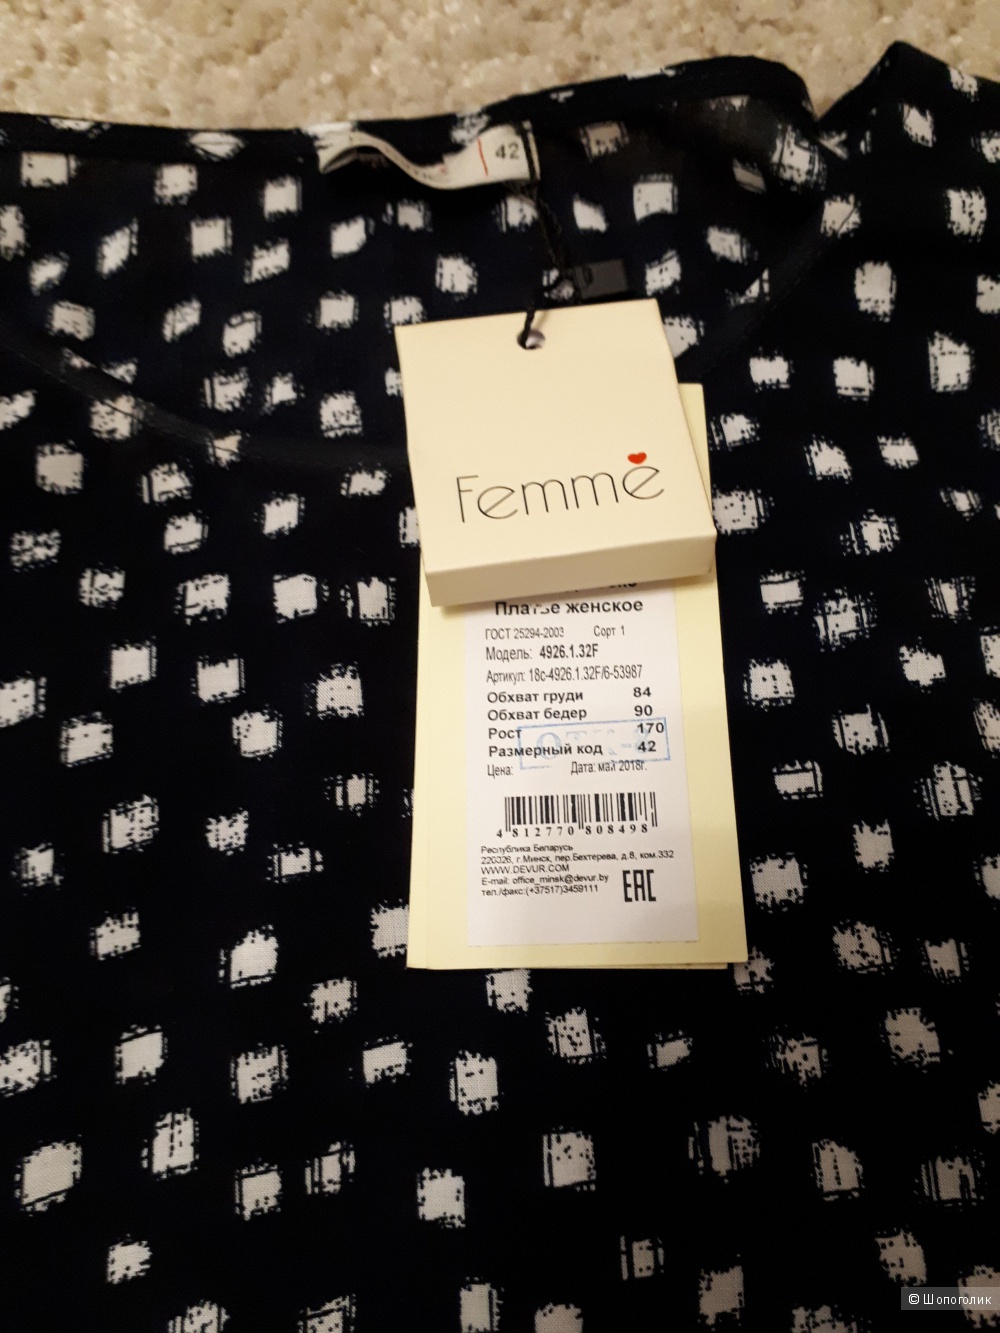 42
Femme
Платье женское
ГОСТ 25294-2003 Сорт 1
Модель: 4926.1.32F
Артикул: 18с-4926.1.32F/6-53987
Обхват груди 84
Обхват бедер 90
Рост 170
Размерный код 42
Цена: Дата: май 2018г.
4 812770 808498
Республика Беларусь
220026, г.Минск, пер.Бехтерева, д.8, ком.332
WWW.DEVUR.COM
E-mail: office_minsk@devur.by
тел./факс:(+37517)3459111
EAC
© Шопоголик